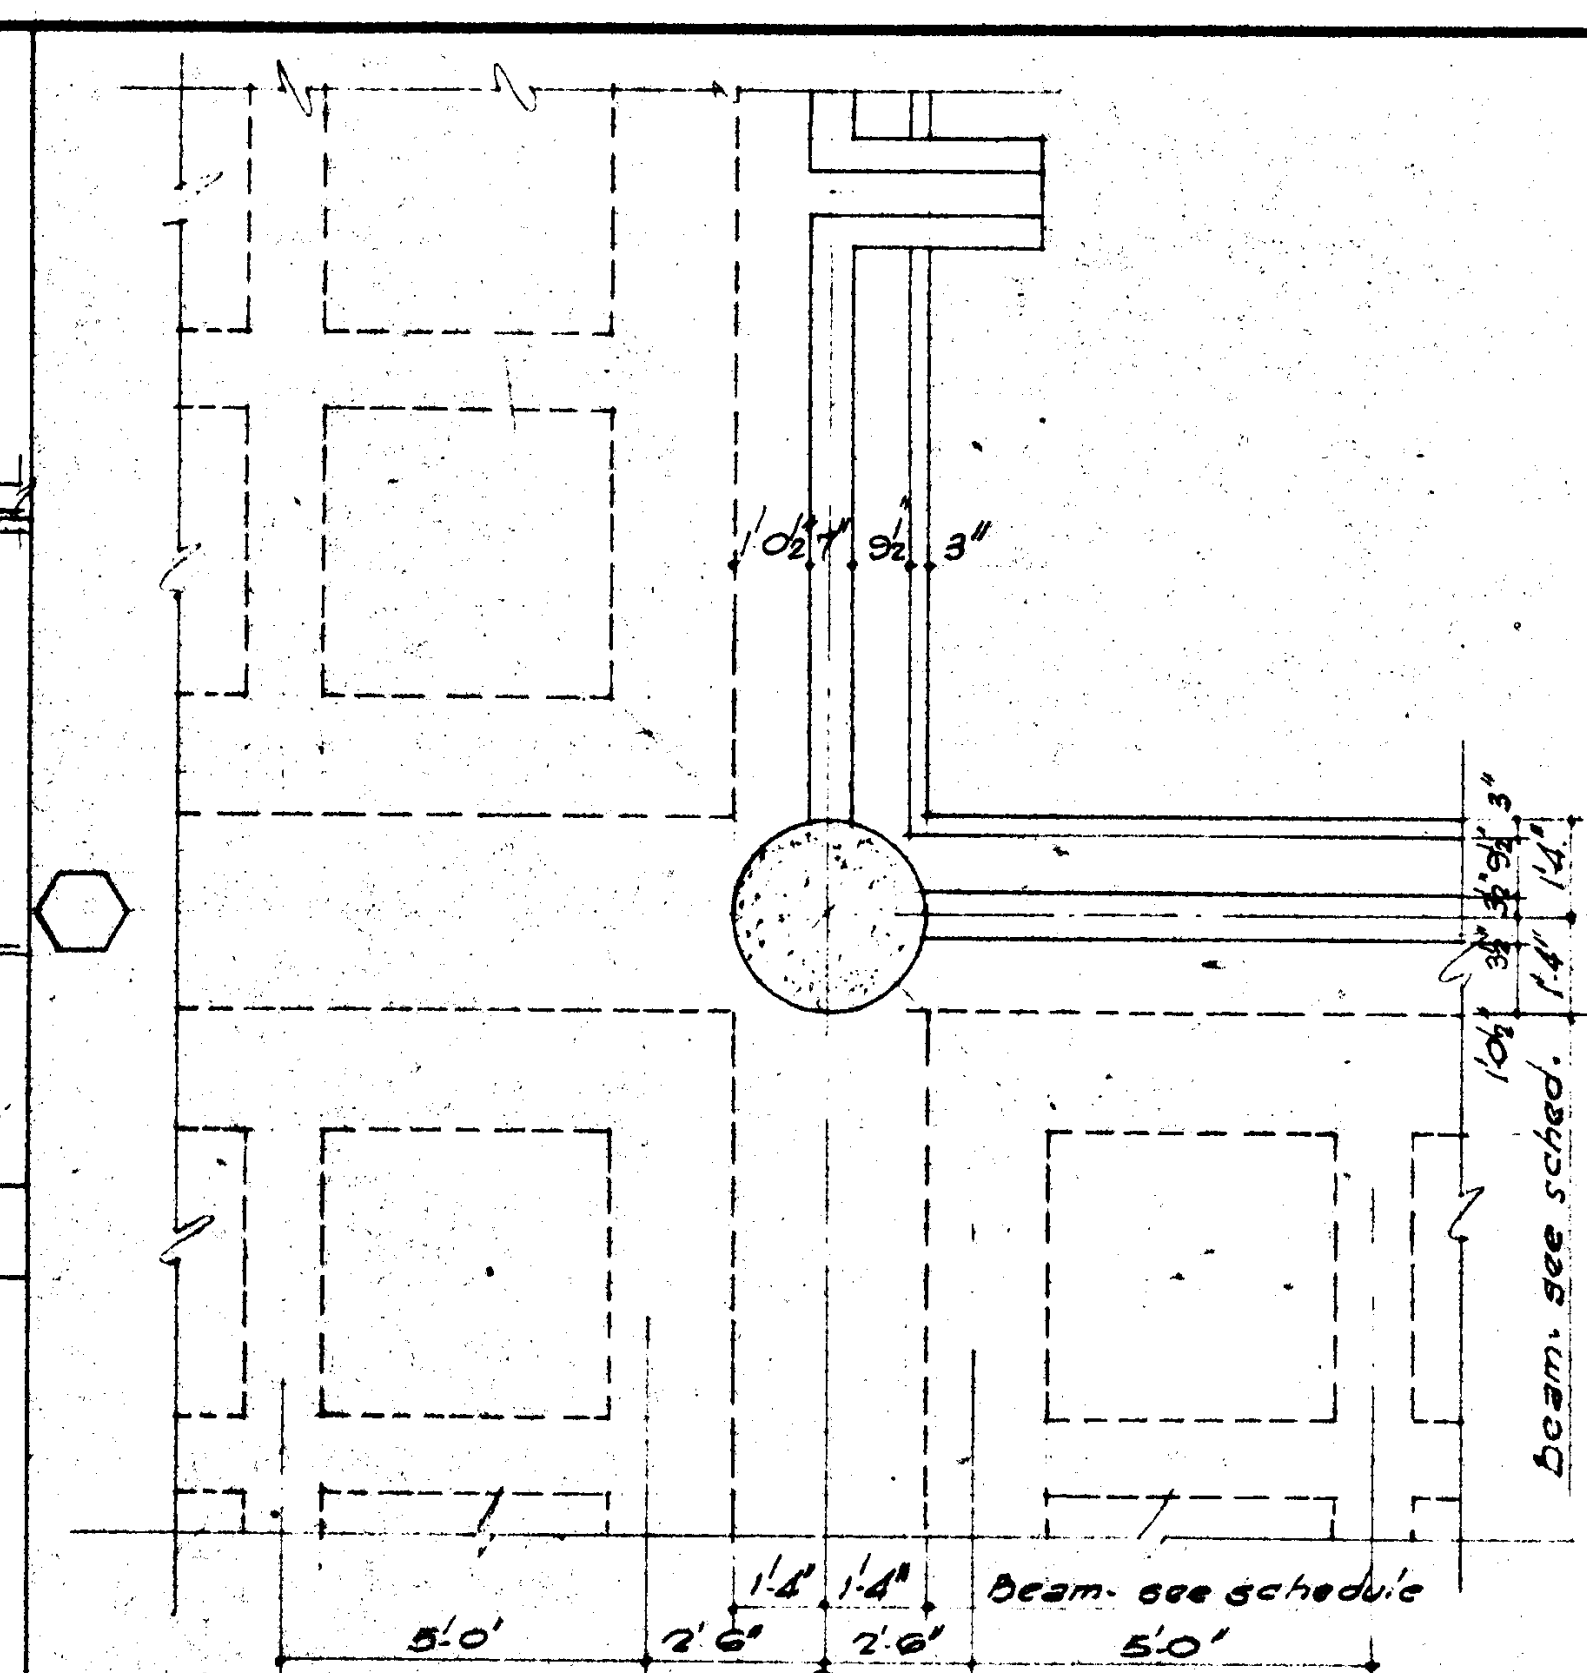 1'0½" 7" 9½" 3"
3"
9½"
3½"
3½"
1'0½"
1'4"
1'-4"
Beam. see sched.
1'-4" 1'-4" Beam- see schedule
5'-0" 2'6" 2'-6" 5'-0"